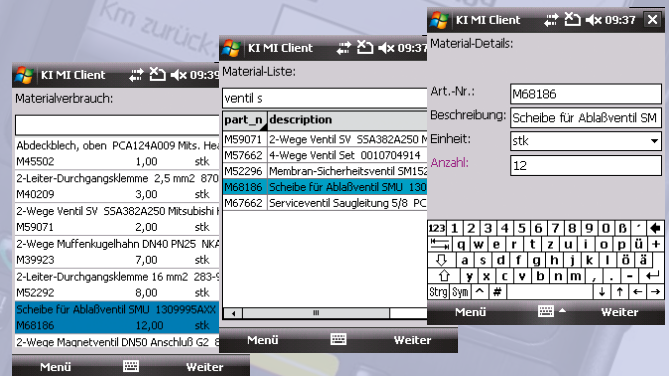 Km zurück
KI MI Client 09:39
Materialverbrauch:
Abdeckblech, oben PCA124A009 Mits. Hea
M45502 1,00 stk
2-Leiter-Durchgangsklemme 2,5 mm2 870
M40209 3,00 stk
2-Wege Ventil SV SSA382A250 Mitsubishi H
M59071 2,00 stk
2-Wege Muffenkugelhahn DN40 PN25 NKA
M39923 7,00 stk
2-Leiter-Durchgangsklemme 16 mm2 283-9
M52292 8,00 stk
Scheibe für Ablaßventil SMU 1309995AXX
M68186 12,00 stk
2-Wege Magnetventil DN50 Anschluß G2 8
Menü Weiter
KI MI Client 09:37
Material-Liste:
ventil s
part_n description
M59071 2-Wege Ventil SV SSA382A250 M
M57662 4-Wege Ventil Set 0010704914
M52296 Membran-Sicherheitsventil SM152
M68186 Scheibe für Ablaßventil SMU 130
M67662 Serviceventil Saugleitung 5/8 PC
Menü Weiter
KI MI Client 09:37
Material-Details:
Art.-Nr.: M68186
Beschreibung: Scheibe für Ablaßventil SM
Einheit: stk
Anzahl: 12
123 1 2 3 4 5 6 7 8 9 0 ß ´
q w e r t z u i o p ü +
a s d f g h j k l ö ä
y x c v b n m , . -
Strg Sym ^ #
Menü Weiter